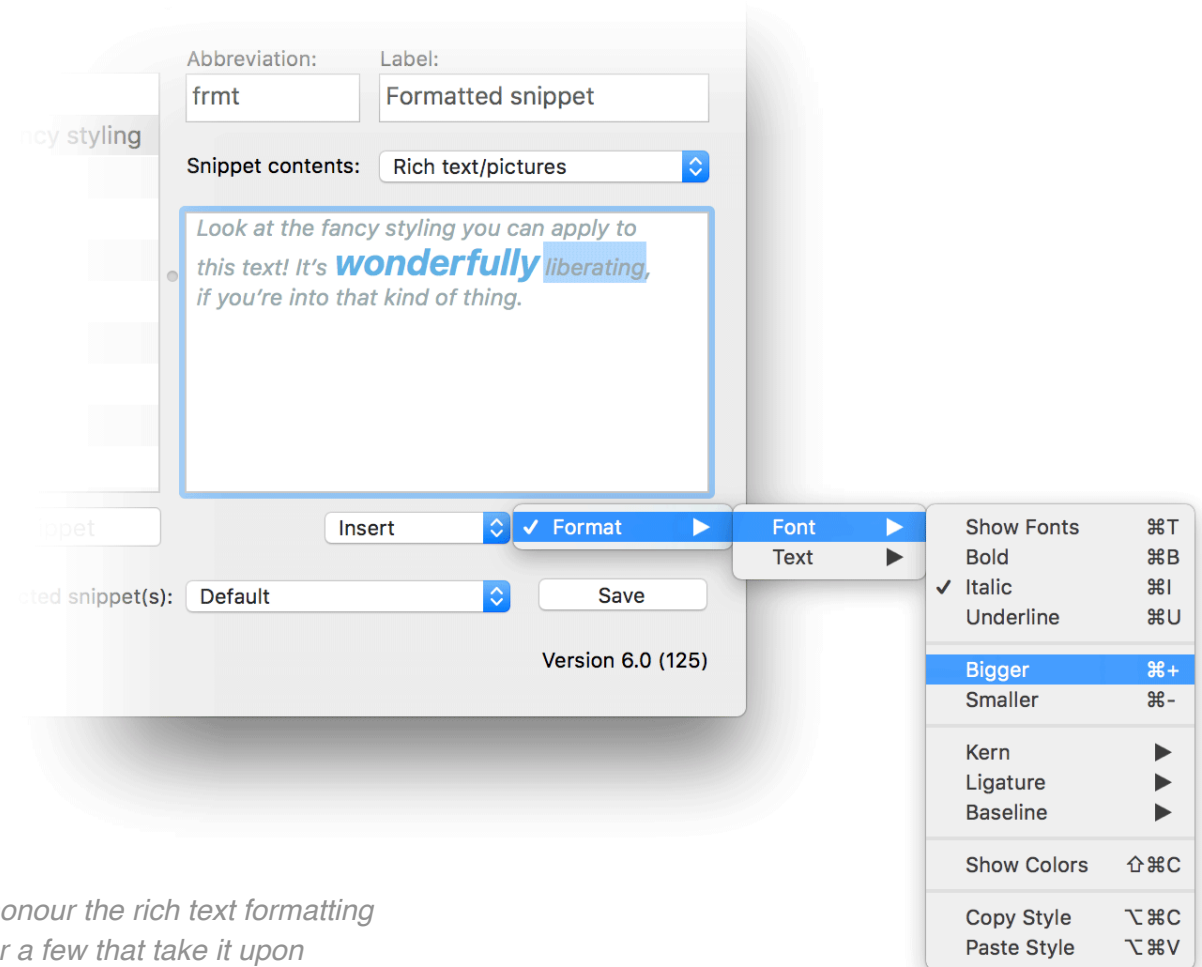 Abbreviation:
Label:
frmt
Formatted snippet
ncy styling
Snippet contents:
Rich text/pictures
Look at the fancy styling you can apply to
this text! It’s wonderfully liberating,
if you’re into that kind of thing.
Insert
✓ Format ▶
Font ▶
Text ▶
Show Fonts ⌘T
Bold ⌘B
✓ Italic ⌘I
Underline ⌘U
Bigger ⌘+
Smaller ⌘-
Kern ▶
Ligature ▶
Baseline ▶
Show Colors ⇧⌘C
Copy Style ⌥⌘C
Paste Style ⌥⌘V
snippet(s):
Default
Save
Version 6.0 (125)
onour the rich text formatting
r a few that take it upon